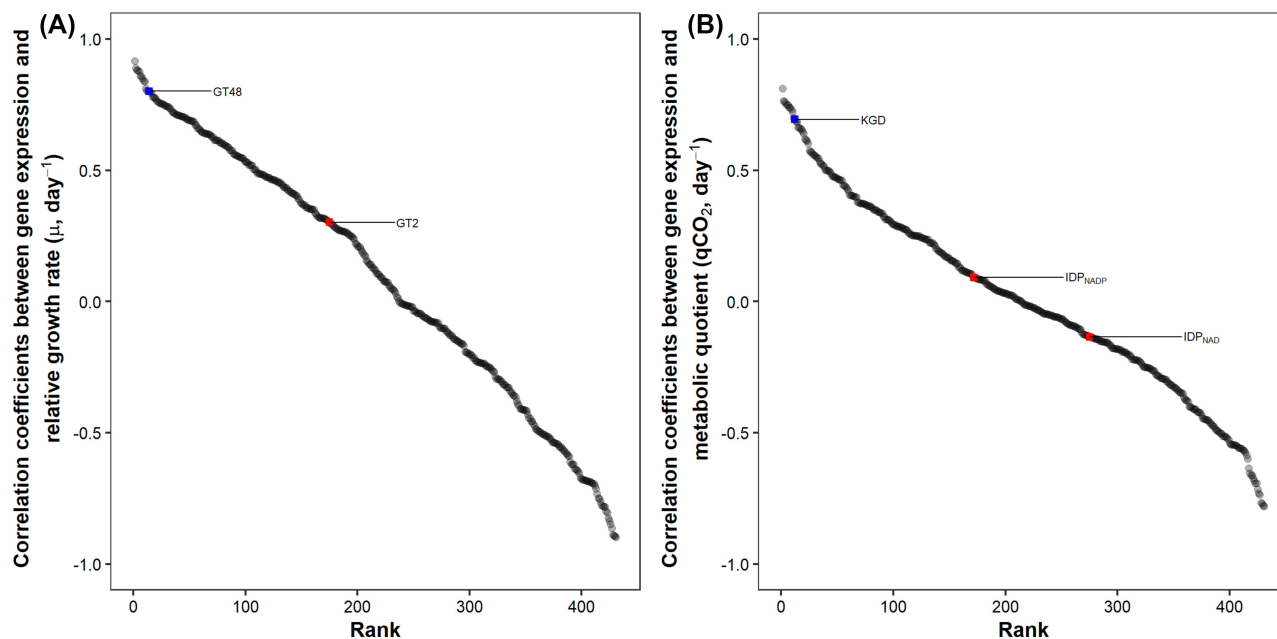 (A)
Correlation coefficients between gene expression and
relative growth rate (μ, day⁻¹)
1.0
0.5
0.0
-0.5
-1.0
GT48
GT2
0
100
200
300
400
Rank
(B)
Correlation coefficients between gene expression and
metabolic quotient (qCO₂, day⁻¹)
1.0
0.5
0.0
-0.5
-1.0
KGD
IDP_NADP
IDP_NAD
0
100
200
300
400
Rank